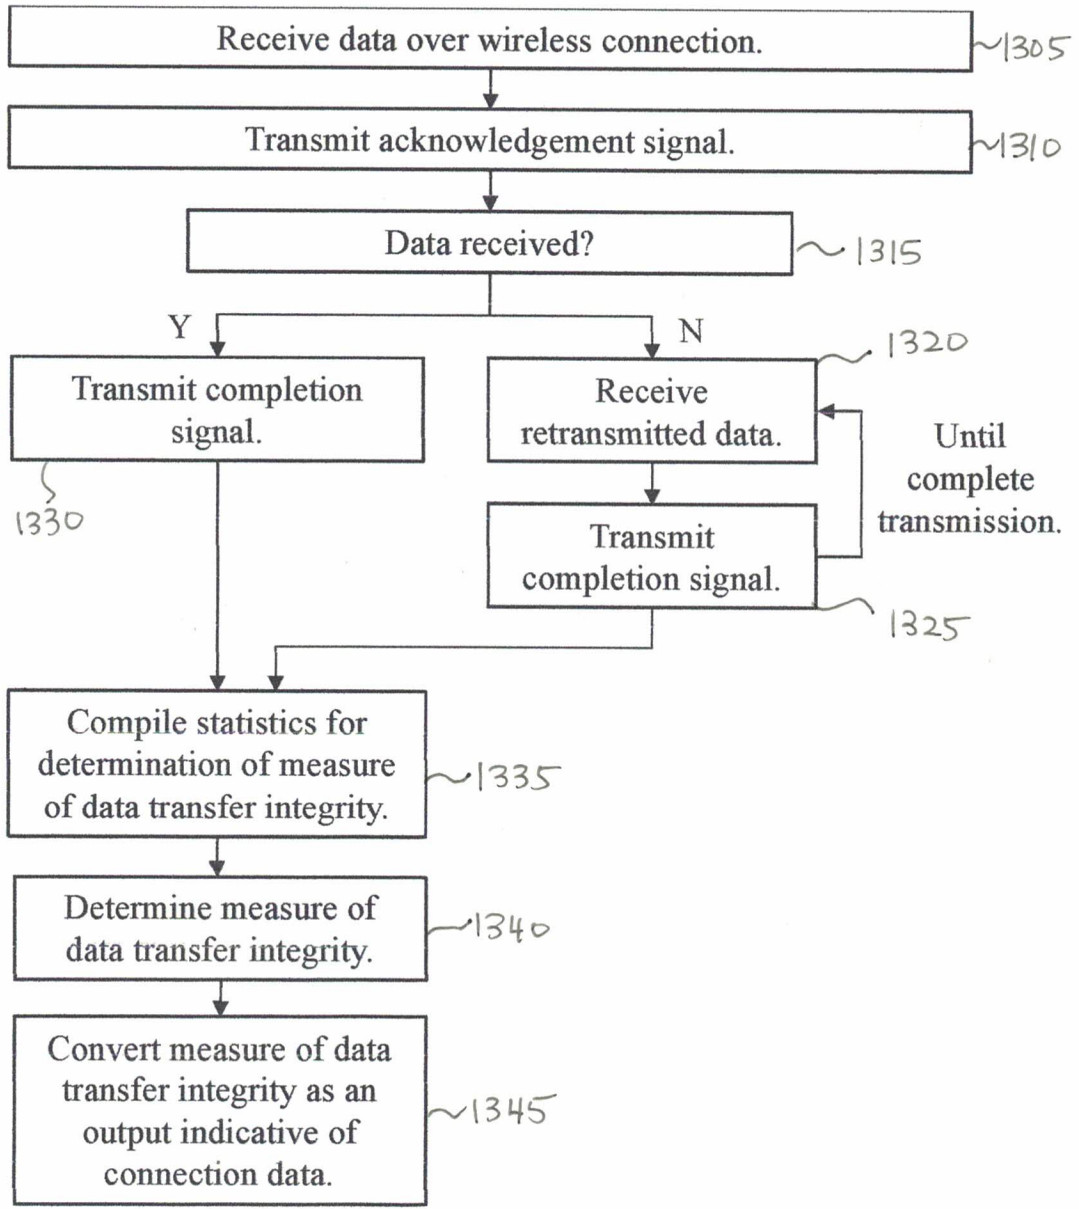 Receive data over wireless connection.
1305
Transmit acknowledgement signal.
1310
Data received?
1315
Y
N
1320
Transmit completion
signal.
1330
Receive
retransmitted data.
Until
complete
transmission.
Transmit
completion signal.
1325
Compile statistics for
determination of measure
of data transfer integrity.
1335
Determine measure of
data transfer integrity.
1340
Convert measure of data
transfer integrity as an
output indicative of
connection data.
1345